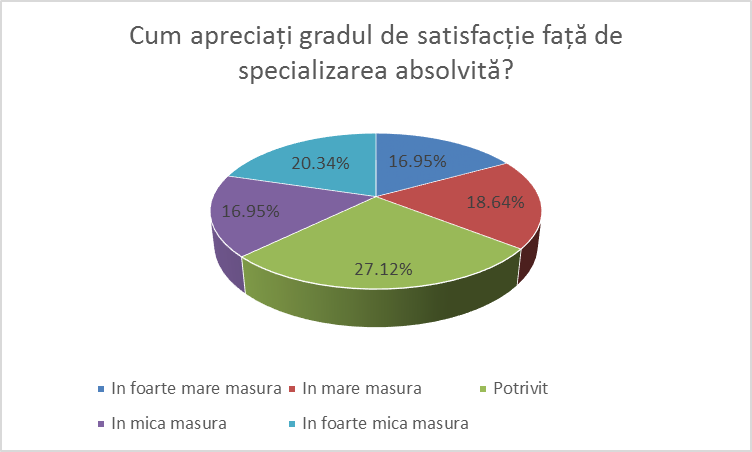 Cum apreciați gradul de satisfacție față de
specializarea absolvită?
20.34%
16.95%
18.64%
16.95%
27.12%
In foarte mare masura
In mare masura
Potrivit
In mica masura
In foarte mica masura